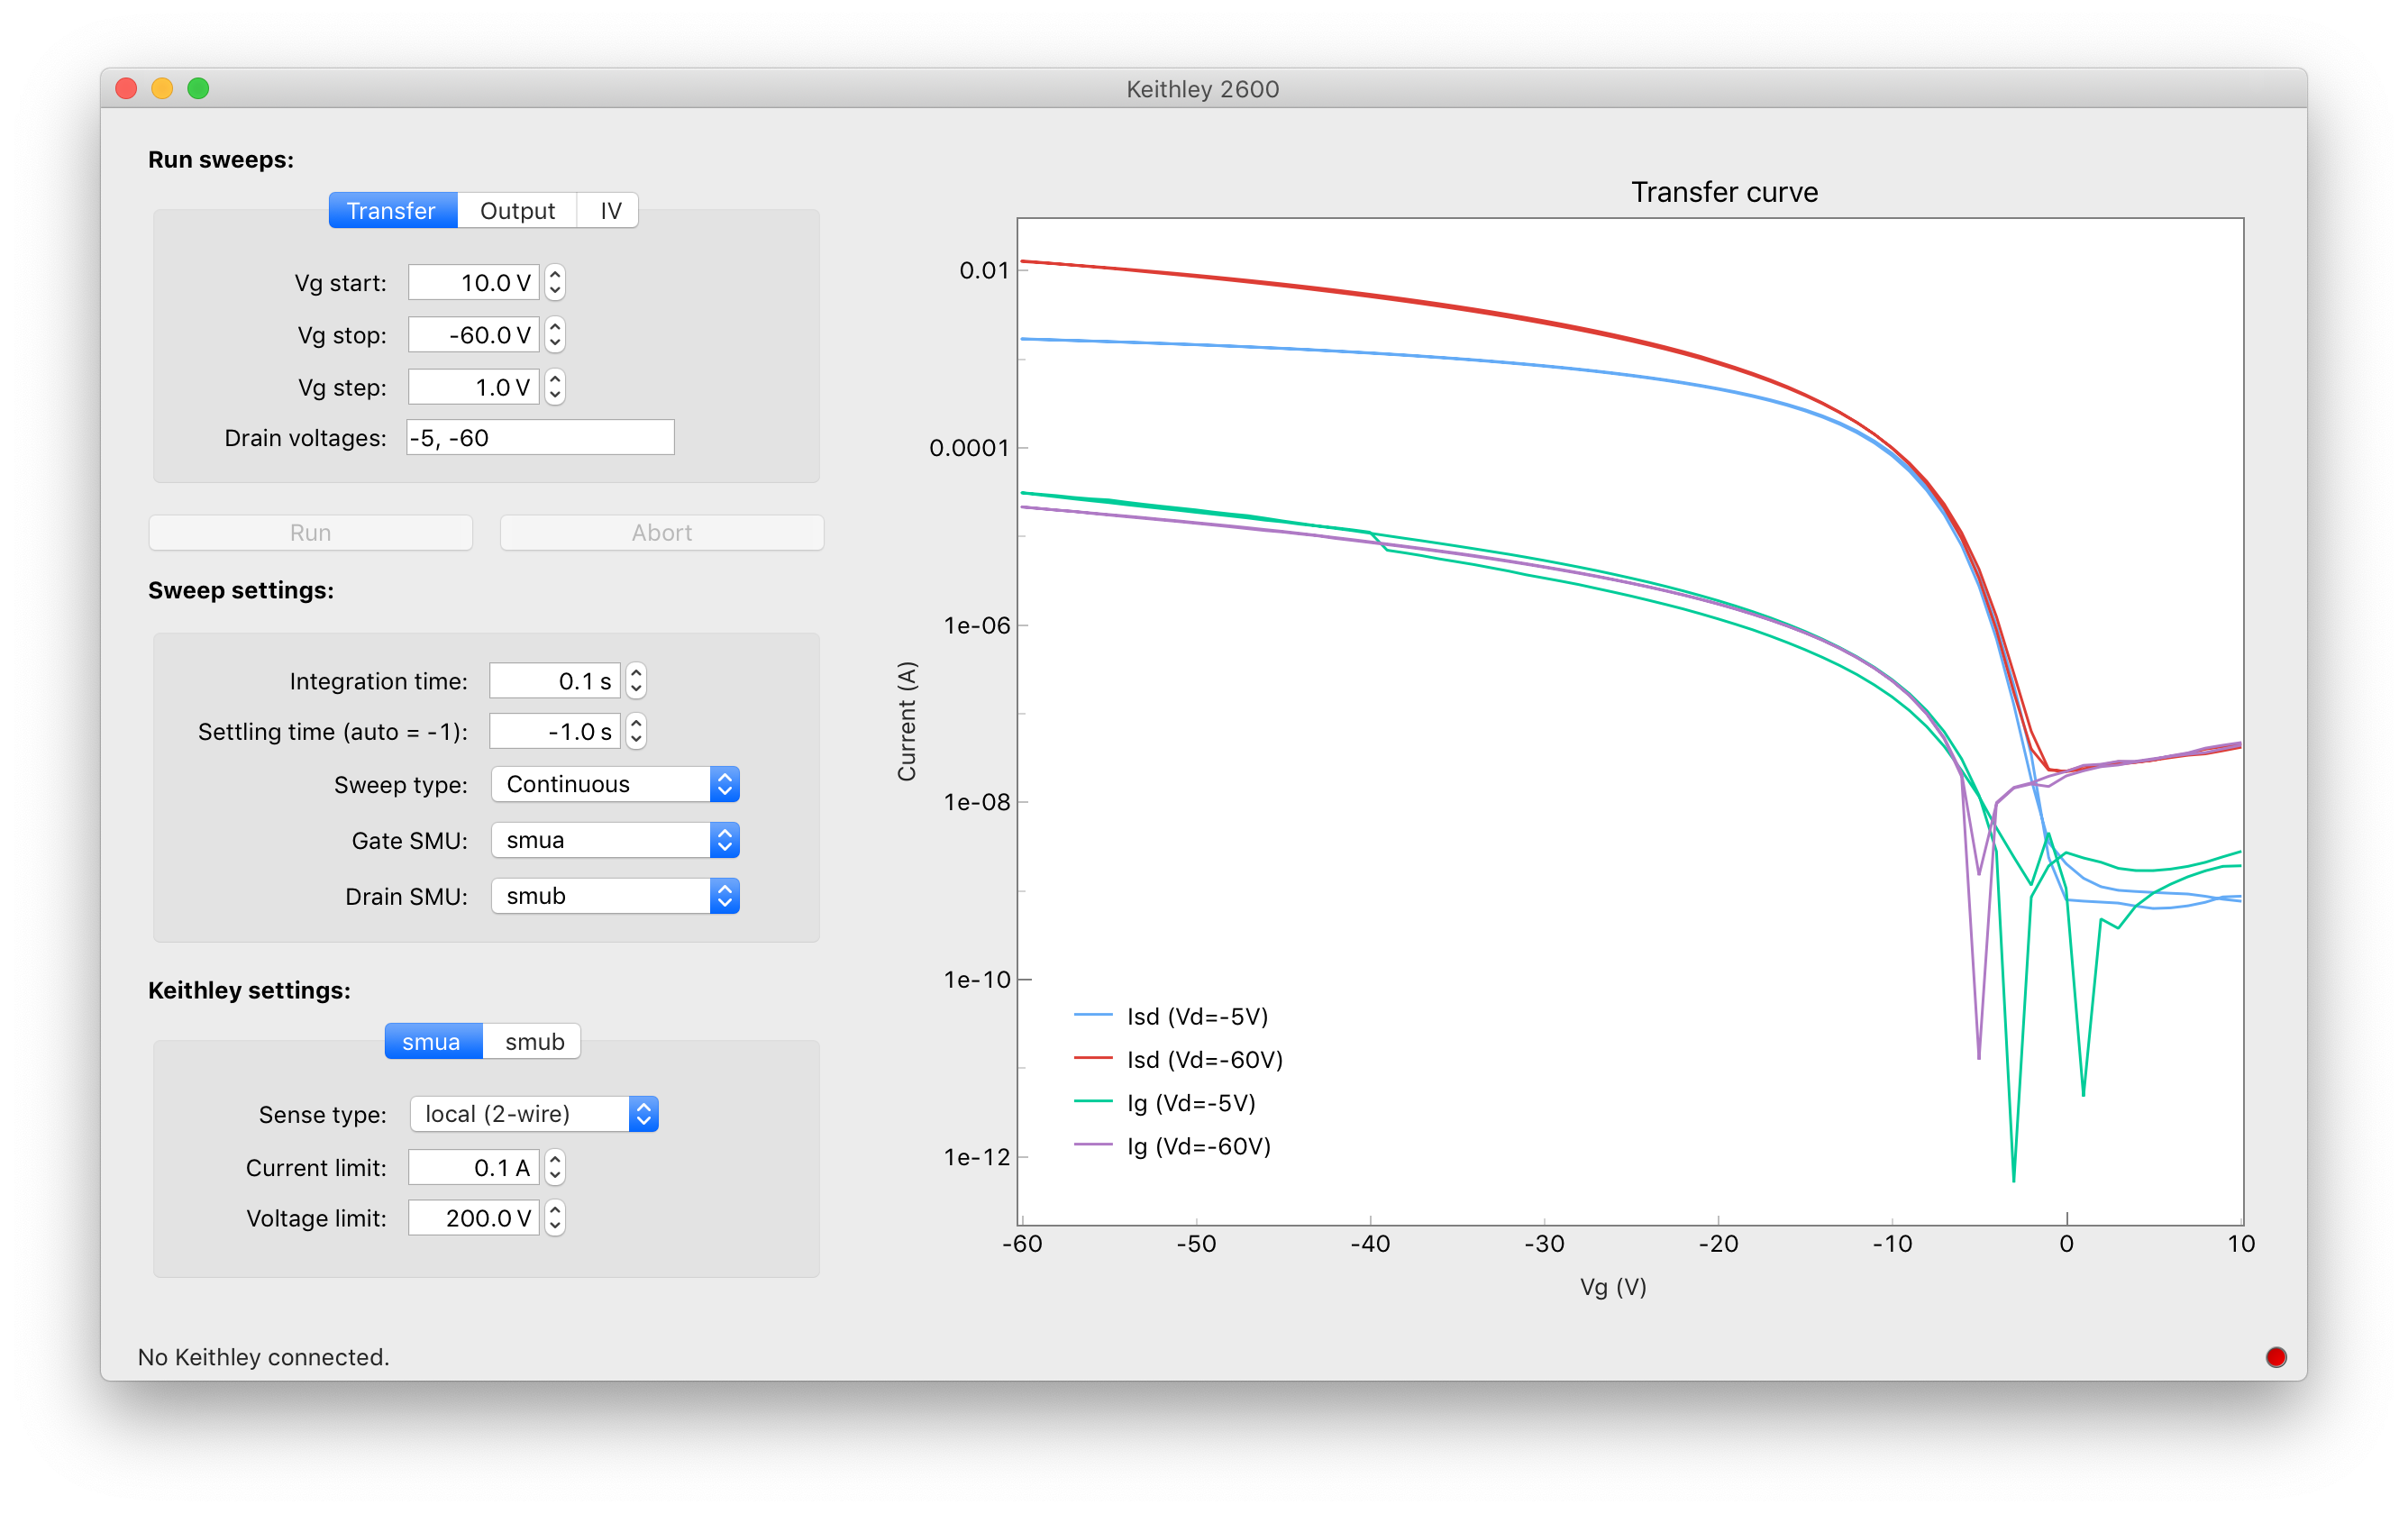 Keithley 2600
Run sweeps:
Transfer Output IV
Vg start: 10.0 V
Vg stop: -60.0 V
Vg step: 1.0 V
Drain voltages: -5, -60
Run Abort
Sweep settings:
Integration time: 0.1 s
Settling time (auto = -1): -1.0 s
Sweep type: Continuous
Gate SMU: smua
Drain SMU: smub
Keithley settings:
smua smub
Sense type: local (2-wire)
Current limit: 0.1 A
Voltage limit: 200.0 V
No Keithley connected.
Transfer curve
Current (A)
0.01
0.0001
1e-06
1e-08
1e-10
1e-12
Isd (Vd=-5V)
Isd (Vd=-60V)
Ig (Vd=-5V)
Ig (Vd=-60V)
-60 -50 -40 -30 -20 -10 0 10
Vg (V)